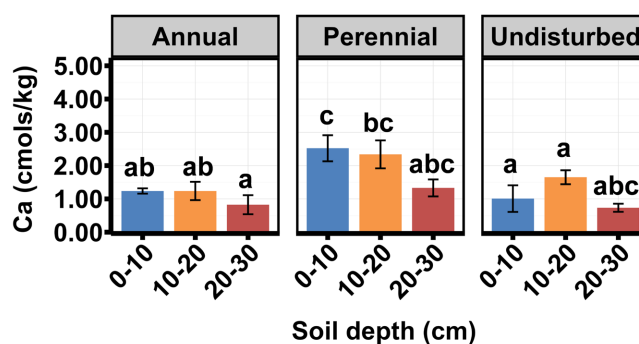 Annual Perennial Undisturbed
Ca (cmols/kg)
5.00
4.00
3.00
2.00
1.00
0.00
ab ab a
c bc abc
a a abc
0-10 10-20 20-30 0-10 10-20 20-30 0-10 10-20 20-30
Soil depth (cm)